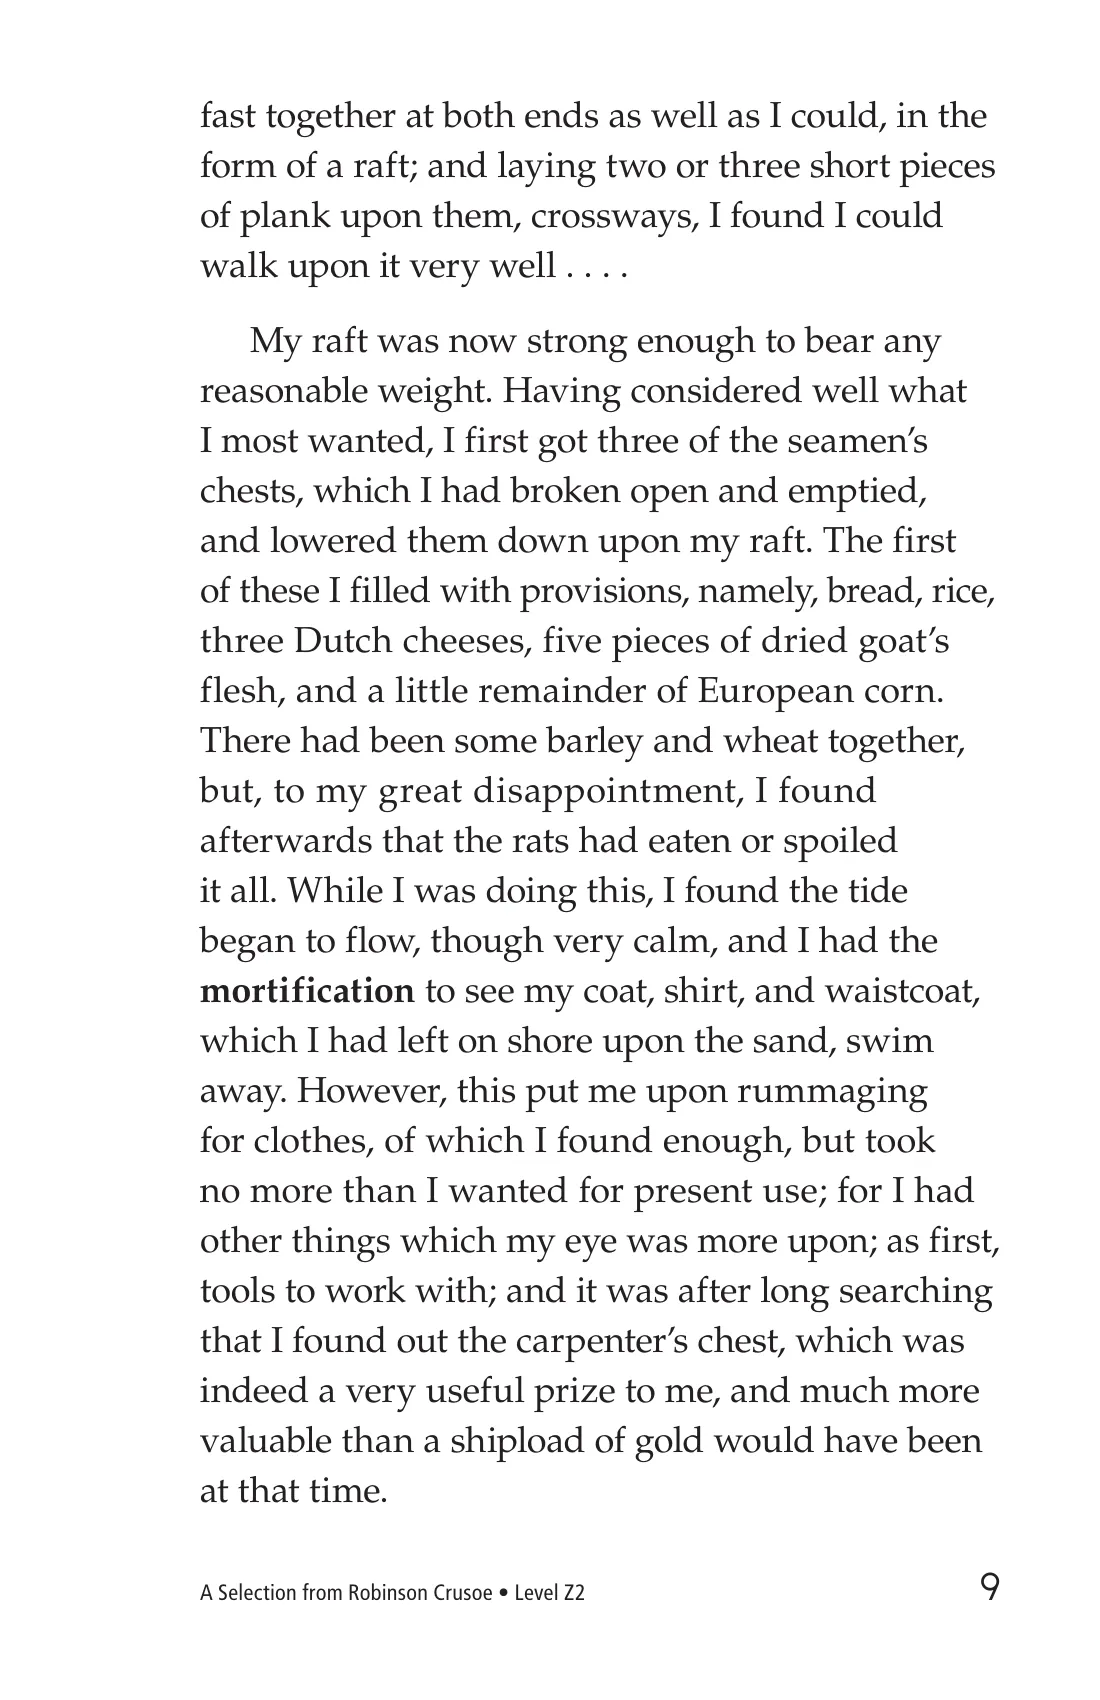 fast together at both ends as well as I could, in the
form of a raft; and laying two or three short pieces
of plank upon them, crossways, I found I could
walk upon it very well . . . .
My raft was now strong enough to bear any
reasonable weight. Having considered well what
I most wanted, I first got three of the seamen’s
chests, which I had broken open and emptied,
and lowered them down upon my raft. The first
of these I filled with provisions, namely, bread, rice,
three Dutch cheeses, five pieces of dried goat’s
flesh, and a little remainder of European corn.
There had been some barley and wheat together,
but, to my great disappointment, I found
afterwards that the rats had eaten or spoiled
it all. While I was doing this, I found the tide
began to flow, though very calm, and I had the
mortification to see my coat, shirt, and waistcoat,
which I had left on shore upon the sand, swim
away. However, this put me upon rummaging
for clothes, of which I found enough, but took
no more than I wanted for present use; for I had
other things which my eye was more upon; as first,
tools to work with; and it was after long searching
that I found out the carpenter’s chest, which was
indeed a very useful prize to me, and much more
valuable than a shipload of gold would have been
at that time.
A Selection from Robinson Crusoe • Level Z2 9